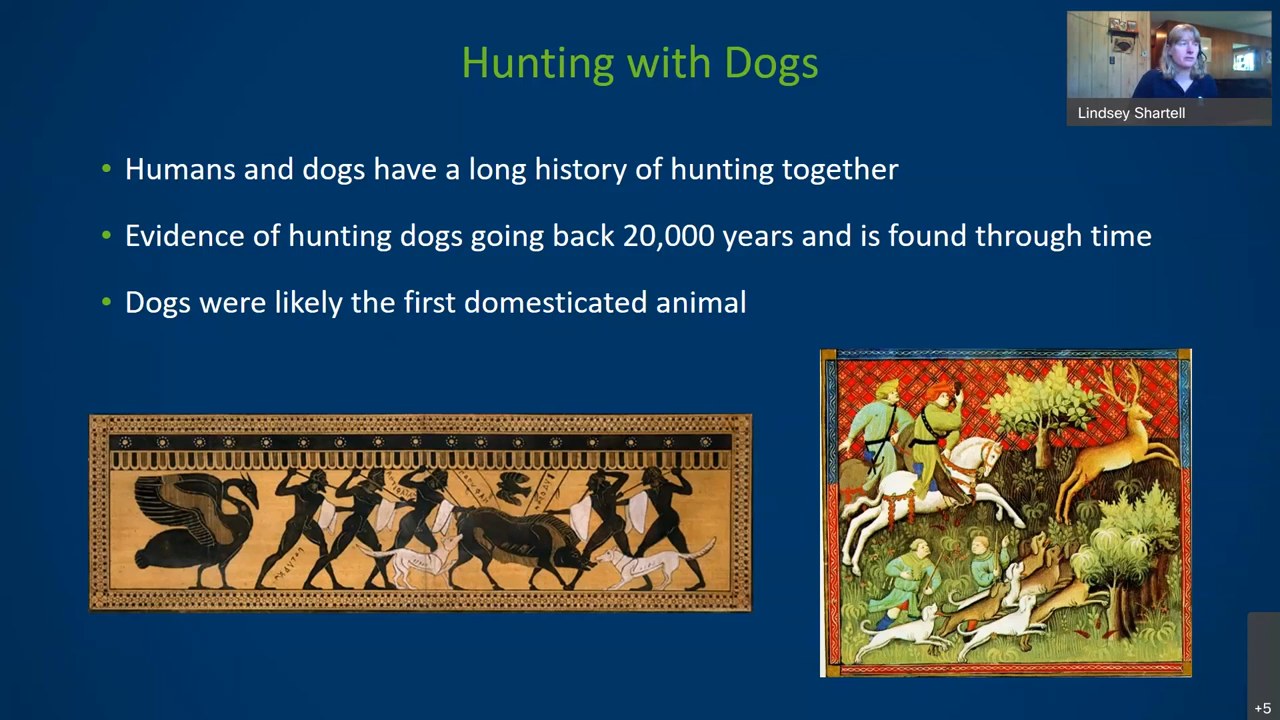 Hunting with Dogs
Lindsey Shartell
• Humans and dogs have a long history of hunting together
• Evidence of hunting dogs going back 20,000 years and is found through time
• Dogs were likely the first domesticated animal
+5